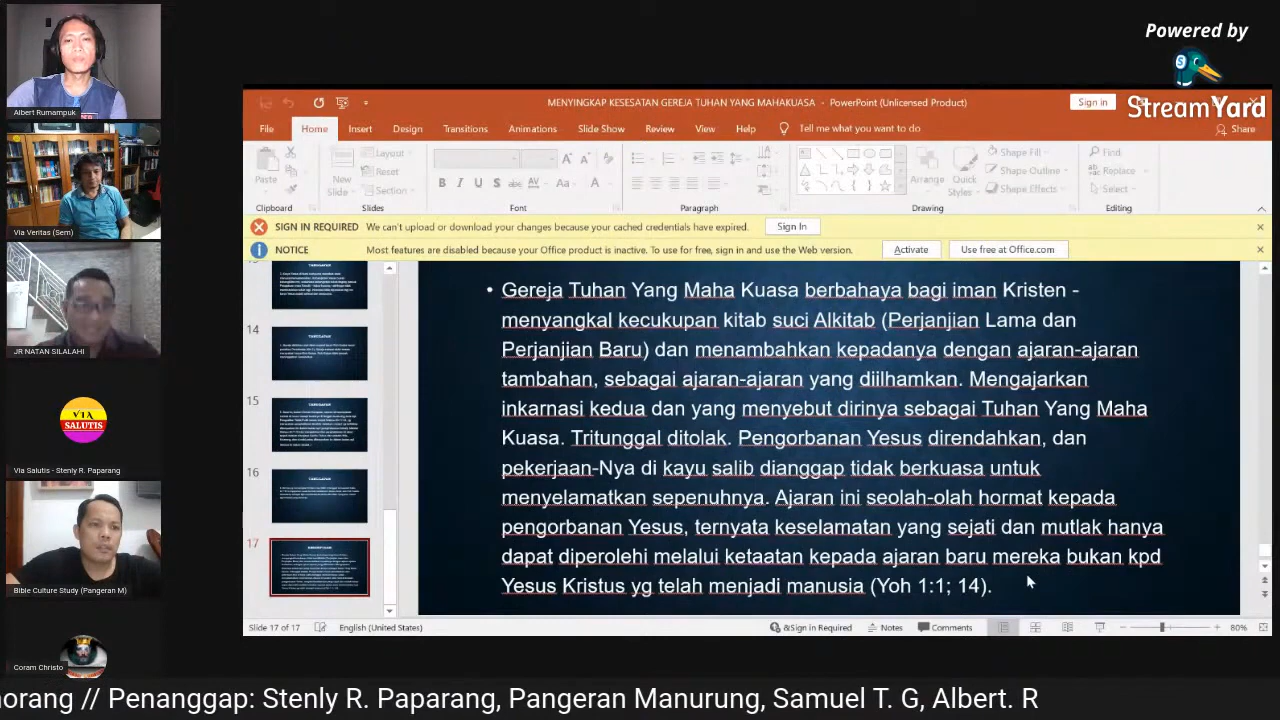 Powered by
StreamYard
Albert Rumampuk
Via Veritas (Sem)
JR NATAN SILALAHI
VIA
SALUTIS
Via Salutis - Stenly R. Paparang
Bible Culture Study (Pangeran M)
Coram Christo
MENYINGKAP KESESATAN GEREJA TUHAN YANG MAHAKUASA - PowerPoint (Unlicensed Product)
Sign in
File Home Insert Design Transitions Animations Slide Show Review View Help Tell me what you want to do
Share
Paste
New
Slide
Layout
Reset
Section
Arrange
Quick
Styles
Shape Fill
Shape Outline
Shape Effects
Find
Replace
Select
Clipboard Slides Font Paragraph Drawing Editing
SIGN IN REQUIRED We can't upload or download your changes because your cached credentials have expired. Sign In
NOTICE Most features are disabled because your Office product is inactive. To use for free, sign in and use the Web version. Activate Use free at Office.com
14
15
16
17
• Gereja Tuhan Yang Maha Kuasa berbahaya bagi iman Kristen -
menyangkal kecukupan kitab suci Alkitab (Perjanjian Lama dan
Perjanjian Baru) dan menambahkan kepadanya dengan ajaran-ajaran
tambahan, sebagai ajaran-ajaran yang diilhamkan. Mengajarkan
inkarnasi kedua dan yang menobat dirinya sebagai Tuhan Yang Maha
Kuasa. Tritunggal ditolak. Pengorbanan Yesus diremehkan, dan
pekerjaan-Nya di kayu salib dianggap tidak berkuasa untuk
menyelamatkan sepenuhnya. Ajaran ini seolah-olah hormat kepada
pengorbanan Yesus, ternyata keselamatan yang sejati dan mutlak hanya
dapat diperoleh melalui ketaatan kepada ajaran baru mereka bukan kpd
Yesus Kristus yg telah menjadi manusia (Yoh 1:1; 14).
Slide 17 of 17 English (United States) &Sign in Required Notes Comments 80%
norang // Penanggap: Stenly R. Paparang, Pangeran Manurung, Samuel T. G, Albert. R